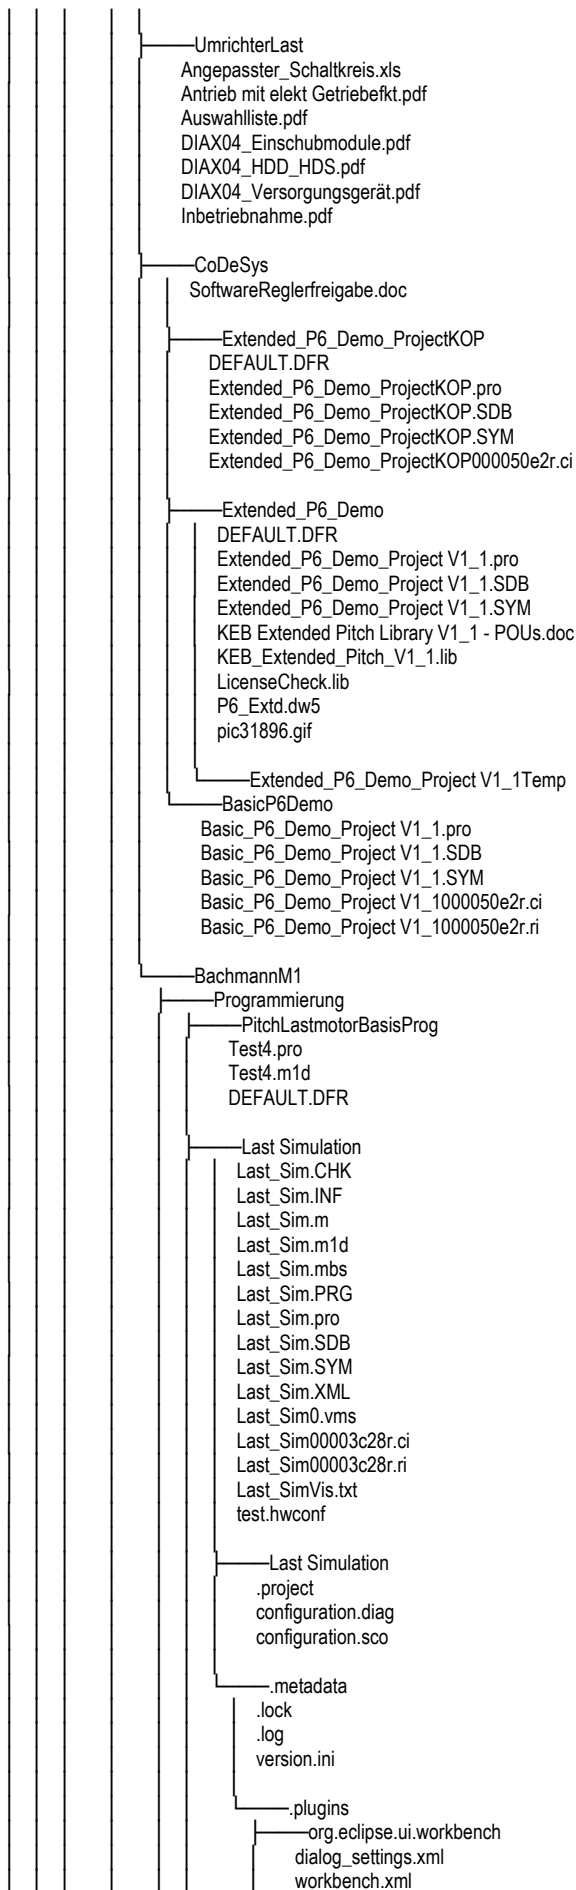 UmrichterLast
Angepasster_Schaltkreis.xls
Antrieb mit elekt Getriebefkt.pdf
Auswahlliste.pdf
DIAX04_Einschubmodule.pdf
DIAX04_HDD_HDS.pdf
DIAX04_Versorgungsgerät.pdf
Inbetriebnahme.pdf
CoDeSys
SoftwareReglerfreigabe.doc
Extended_P6_Demo_ProjectKOP
DEFAULT.DFR
Extended_P6_Demo_ProjectKOP.pro
Extended_P6_Demo_ProjectKOP.SDB
Extended_P6_Demo_ProjectKOP.SYM
Extended_P6_Demo_ProjectKOP000050e2r.ci
Extended_P6_Demo
DEFAULT.DFR
Extended_P6_Demo_Project V1_1.pro
Extended_P6_Demo_Project V1_1.SDB
Extended_P6_Demo_Project V1_1.SYM
KEB Extended Pitch Library V1_1 - POUs.doc
KEB_Extended_Pitch_V1_1.lib
LicenseCheck.lib
P6_Extd.dw5
pic31896.gif
Extended_P6_Demo_Project V1_1Temp
BasicP6Demo
Basic_P6_Demo_Project V1_1.pro
Basic_P6_Demo_Project V1_1.SDB
Basic_P6_Demo_Project V1_1.SYM
Basic_P6_Demo_Project V1_1000050e2r.ci
Basic_P6_Demo_Project V1_1000050e2r.ri
BachmannM1
Programmierung
PitchLastmotorBasisProg
Test4.pro
Test4.m1d
DEFAULT.DFR
Last Simulation
Last_Sim.CHK
Last_Sim.INF
Last_Sim.m
Last_Sim.m1d
Last_Sim.mbs
Last_Sim.PRG
Last_Sim.pro
Last_Sim.SDB
Last_Sim.SYM
Last_Sim.XML
Last_Sim0.vms
Last_Sim00003c28r.ci
Last_Sim00003c28r.ri
Last_SimVis.txt
test.hwconf
Last Simulation
.project
configuration.diag
configuration.sco
.metadata
.lock
.log
version.ini
.plugins
org.eclipse.ui.workbench
dialog_settings.xml
workbench.xml